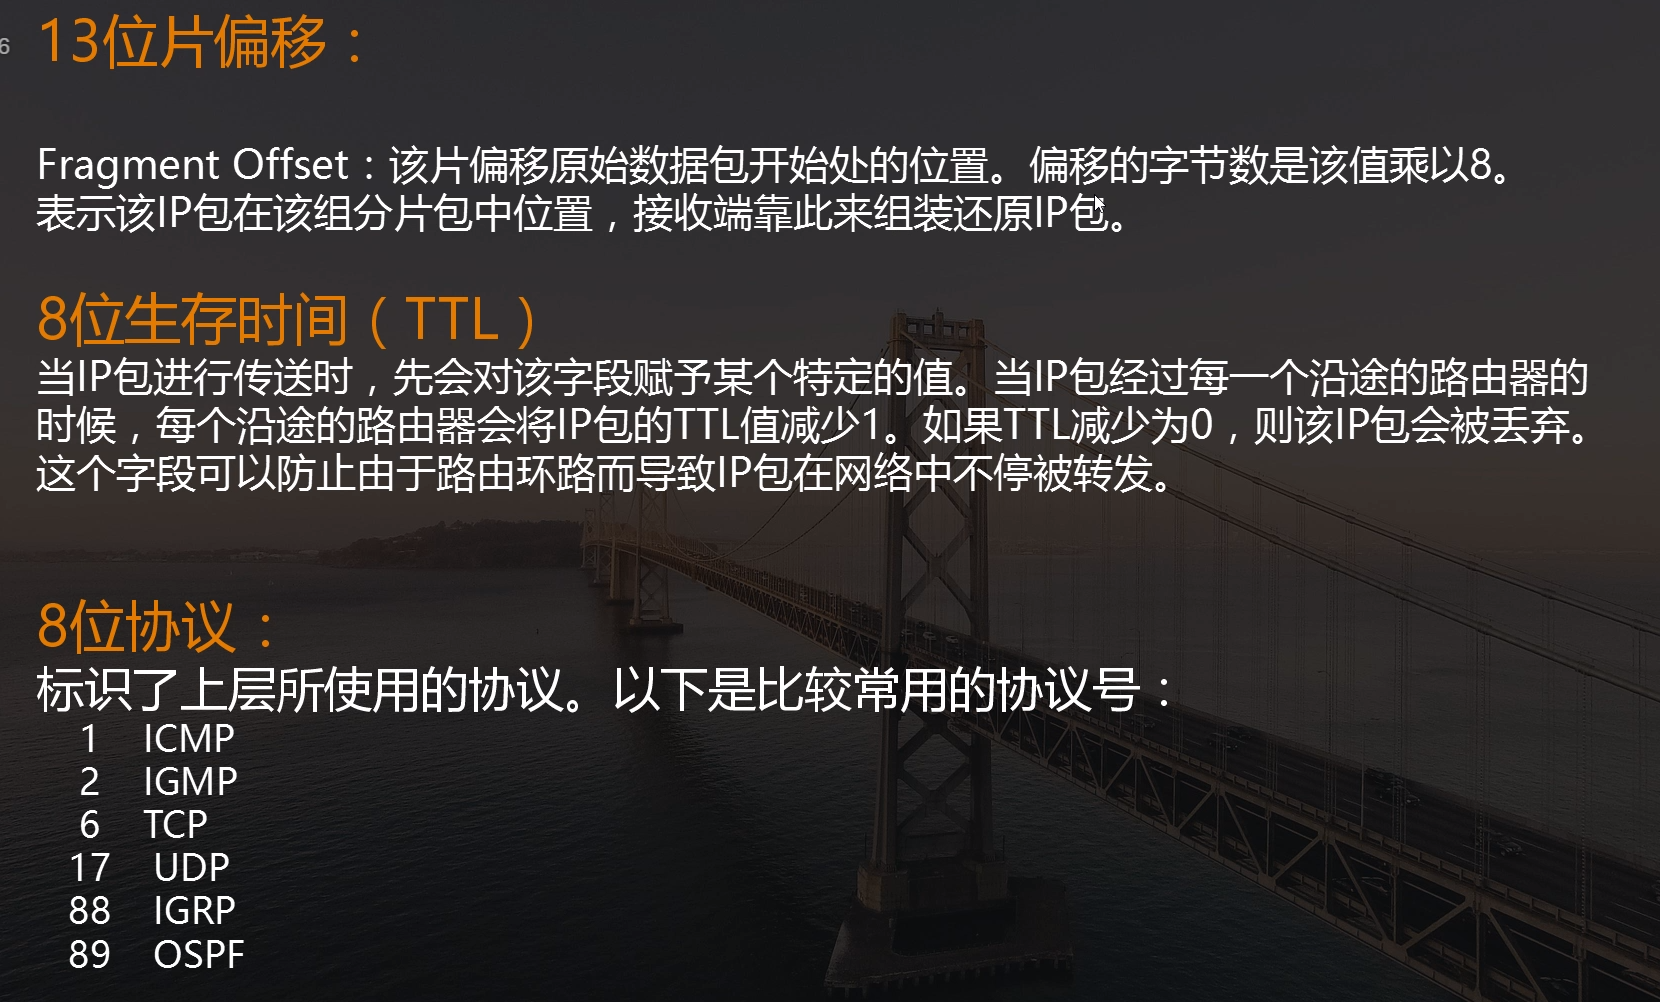 6
13位片偏移：
Fragment Offset：该片偏移原始数据包开始处的位置。偏移的字节数是该值乘以8。
表示该IP包在该组分片包中位置，接收端靠此来组装还原IP包。
8位生存时间（TTL）
当IP包进行传送时，先会对该字段赋予某个特定的值。当IP包经过每一个沿途的路由器的
时候，每个沿途的路由器会将IP包的TTL值减少1。如果TTL减少为0，则该IP包会被丢弃。
这个字段可以防止由于路由环路而导致IP包在网络中不停被转发。
8位协议：
标识了上层所使用的协议。以下是比较常用的协议号：
1 ICMP
2 IGMP
6 TCP
17 UDP
88 IGRP
89 OSPF